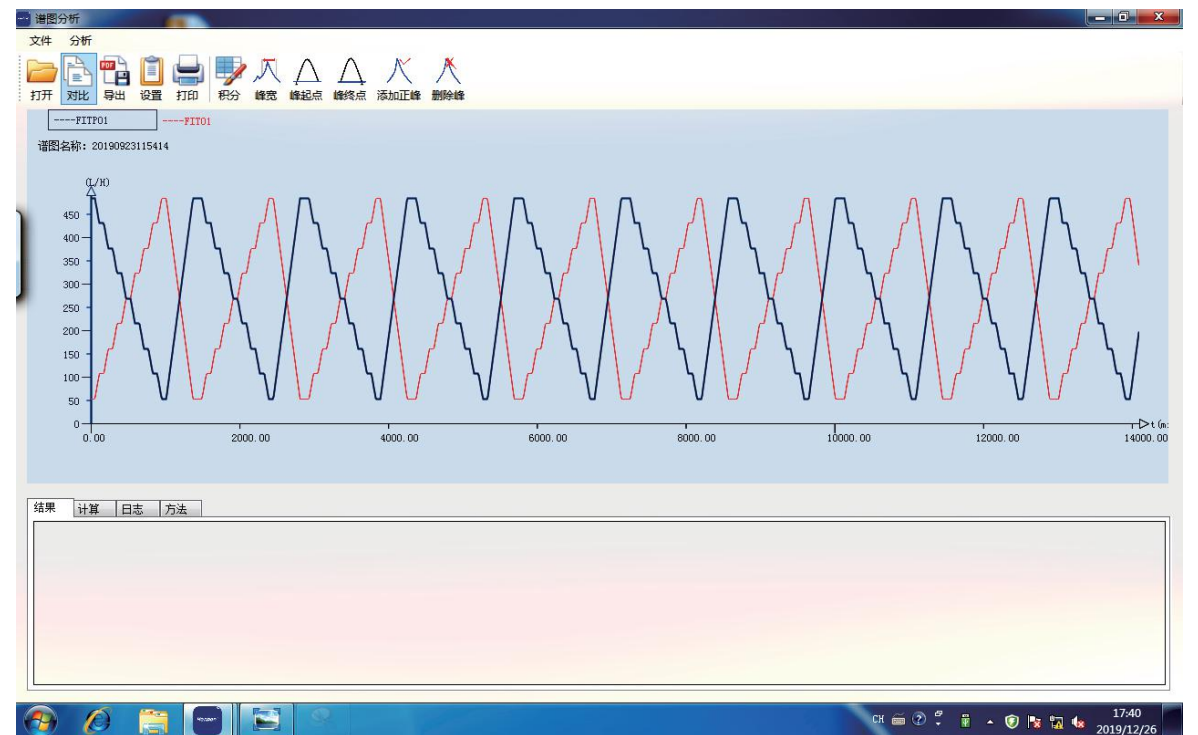 谱图分析
文件 分析
打开 对比 导出 设置 打印 积分 峰宽 峰起点 峰终点 添加正峰 删除峰
----FITP01 ----FIT01
谱图名称: 20190923115414
(L/H)
450
400
350
300
250
200
150
100
50
0
t(m:
0.00 2000.00 4000.00 6000.00 8000.00 10000.00 12000.00 14000.00
结果 计算 日志 方法
CH
17:40
2019/12/26